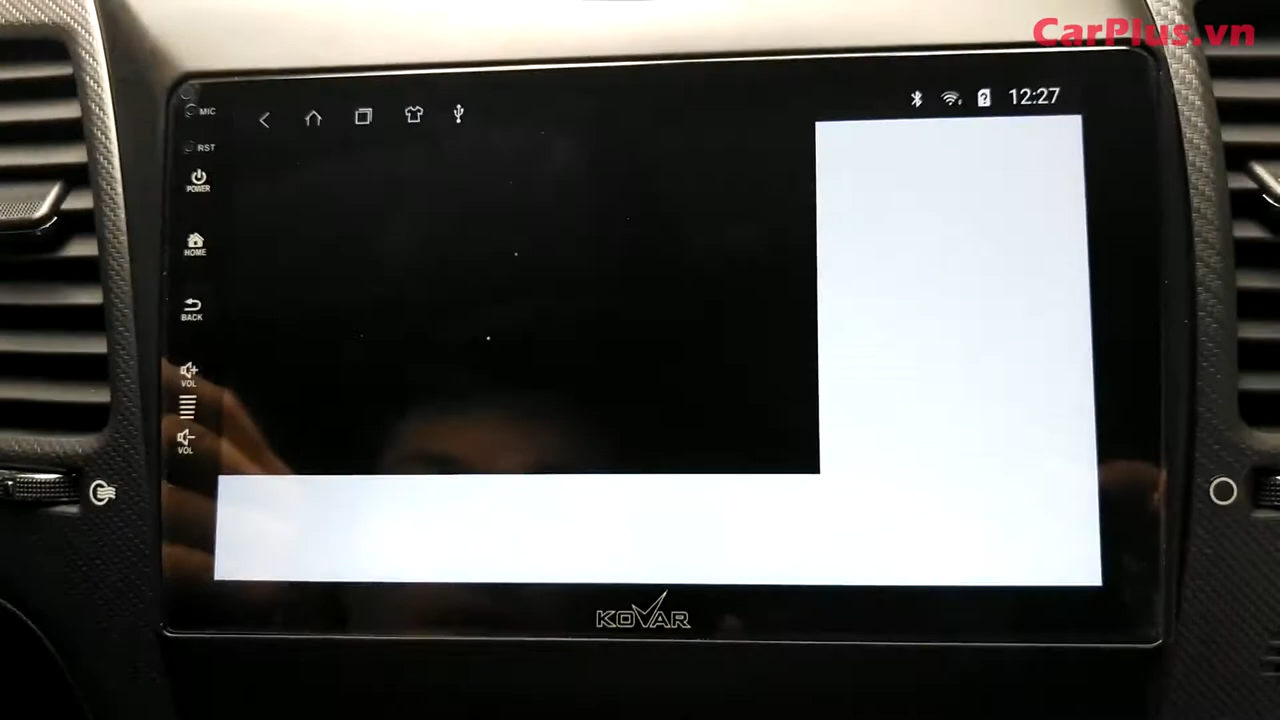 CarPlus.vn
12:27
MIC
RST
POWER
HOME
BACK
VOL
VOL
KOVAR